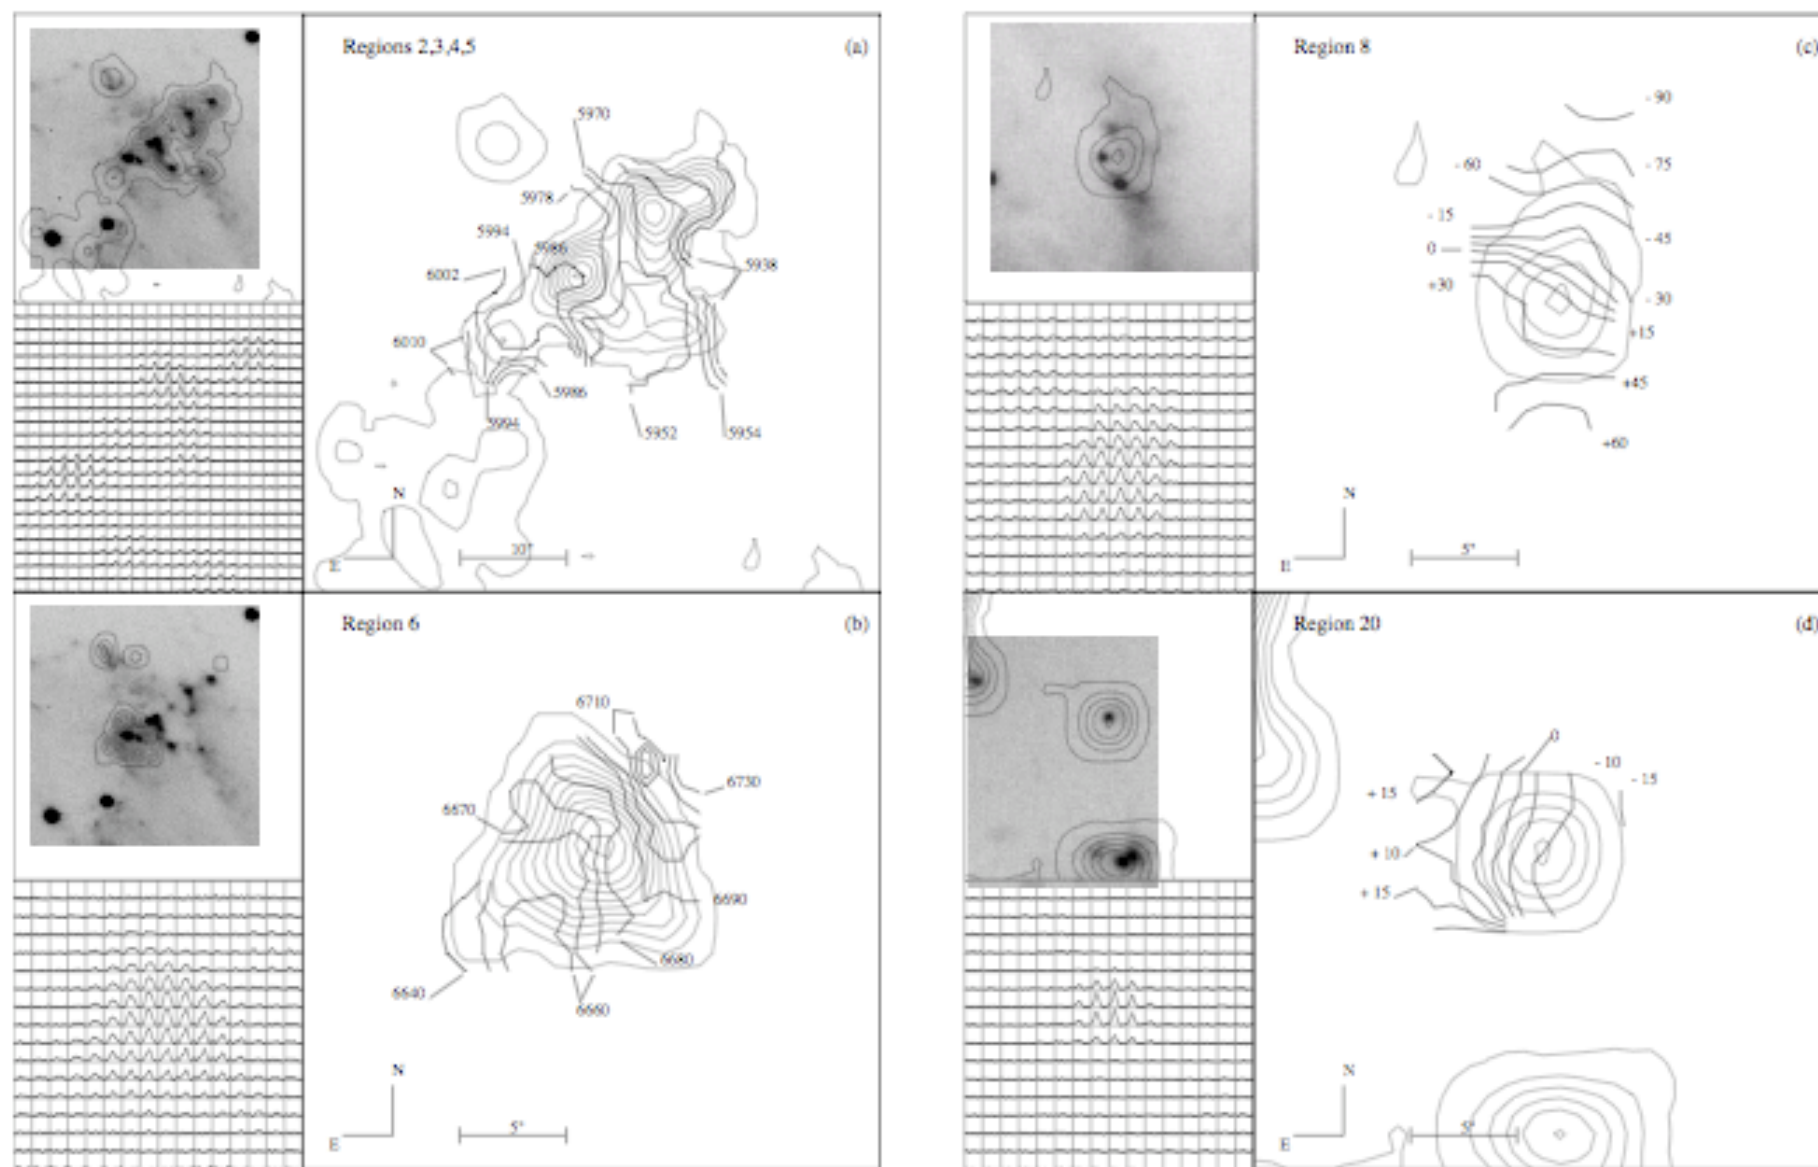 Regions 2,3,4,5
(a)
5970
5978
5994
5986
6002
5938
6010
5986
5994
5952
5954
N
E
10"
Region 6
(b)
6710
6730
6670
6690
6680
6640
6660
N
E
5"
Region 8
(c)
- 90
- 60
- 75
- 15
- 45
0
+30
- 30
+15
+45
+60
N
E
5"
Region 20
(d)
0
- 10
- 15
+ 15
+ 10
+ 15
N
E
5"